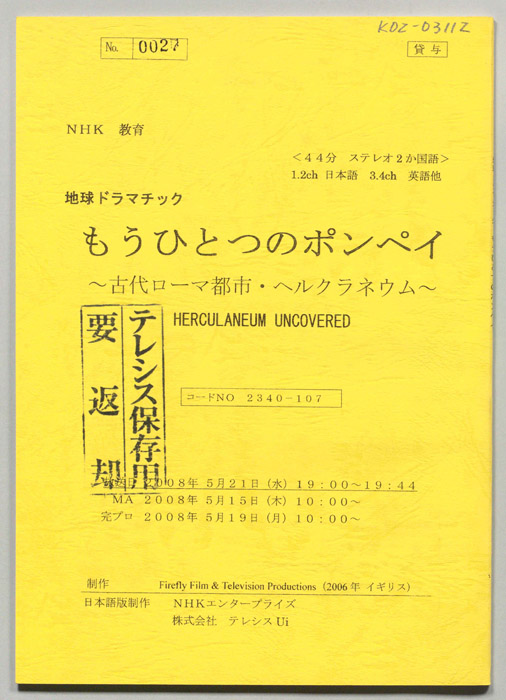 KDZ-03112
No. 0027
貸与
NHK 教育
＜44分 ステレオ2か国語＞
1.2ch 日本語 3.4ch 英語他
地球ドラマチック
もうひとつのポンペイ
～古代ローマ都市・ヘルクラネウム～
HERCULANEUM UNCOVERED
テレシス保存用
要返却
コードNO 2340-107
放送日 2008年 5月21日（水）19：00～19：44
MA 2008年 5月15日（木）10：00～
完プロ 2008年 5月19日（月）10：00～
制作 Firefly Film & Television Productions（2006年 イギリス）
日本語版制作 NHKエンタープライズ
株式会社 テレシスUi